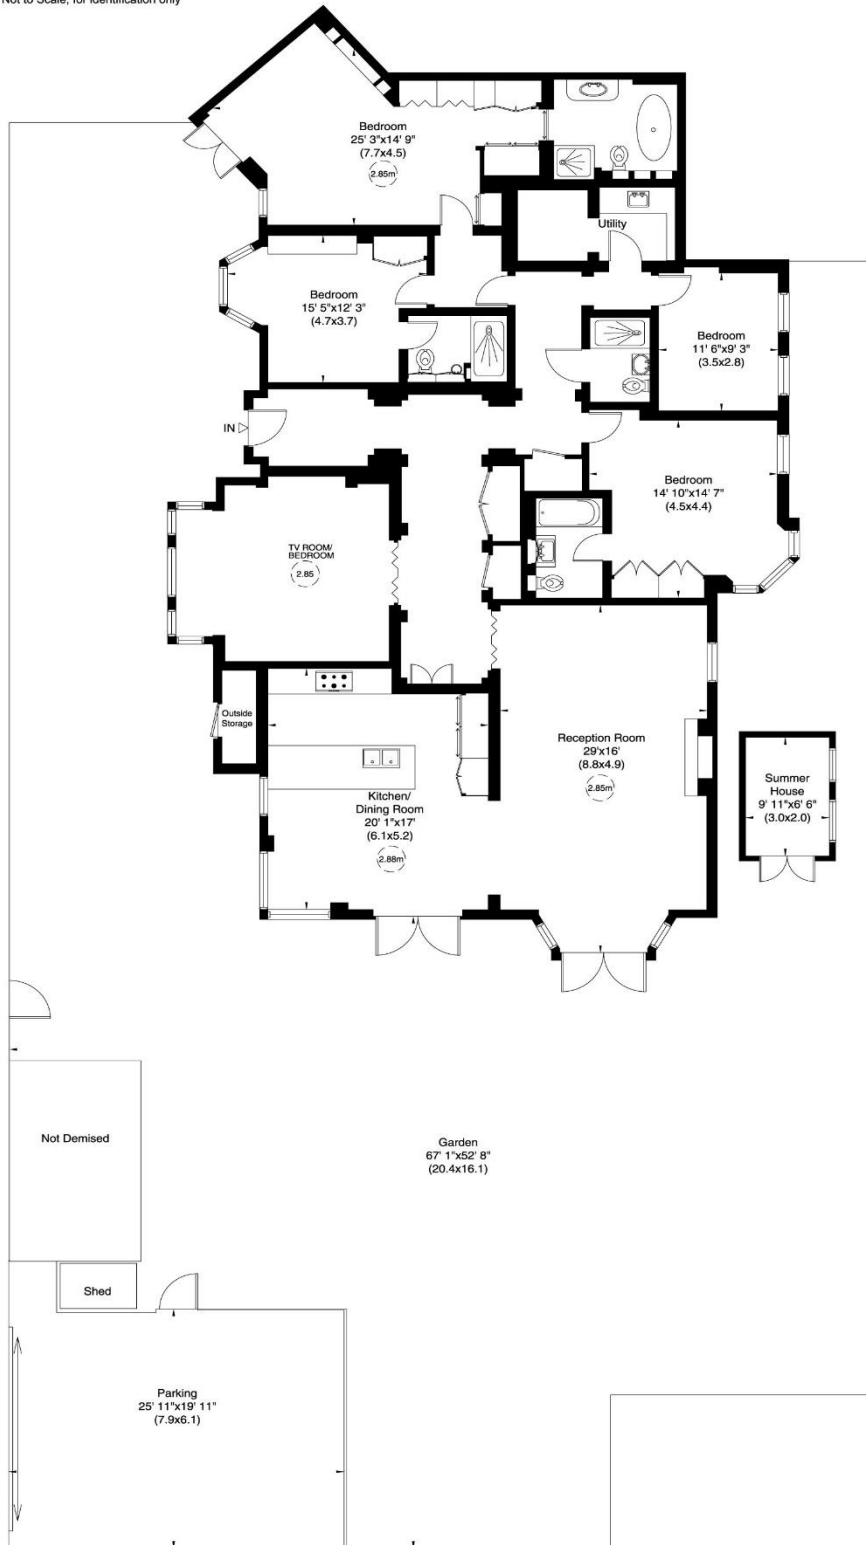 Not to Scale, for identification only
Bedroom
25' 3"x14' 9"
(7.7x4.5)
2.85m
Utility
Bedroom
15' 5"x12' 3"
(4.7x3.7)
Bedroom
11' 6"x9' 3"
(3.5x2.8)
IN
Bedroom
14' 10"x14' 7"
(4.5x4.4)
TV ROOM/
BEDROOM
2.85
Outside
Storage
Reception Room
29'x16'
(8.8x4.9)
2.85m
Summer
House
9' 11"x6' 6"
(3.0x2.0)
Kitchen/
Dining Room
20' 1"x17'
(6.1x5.2)
2.88m
Not Demised
Garden
67' 1"x52' 8"
(20.4x16.1)
Shed
Parking
25' 11"x19' 11"
(7.9x6.1)